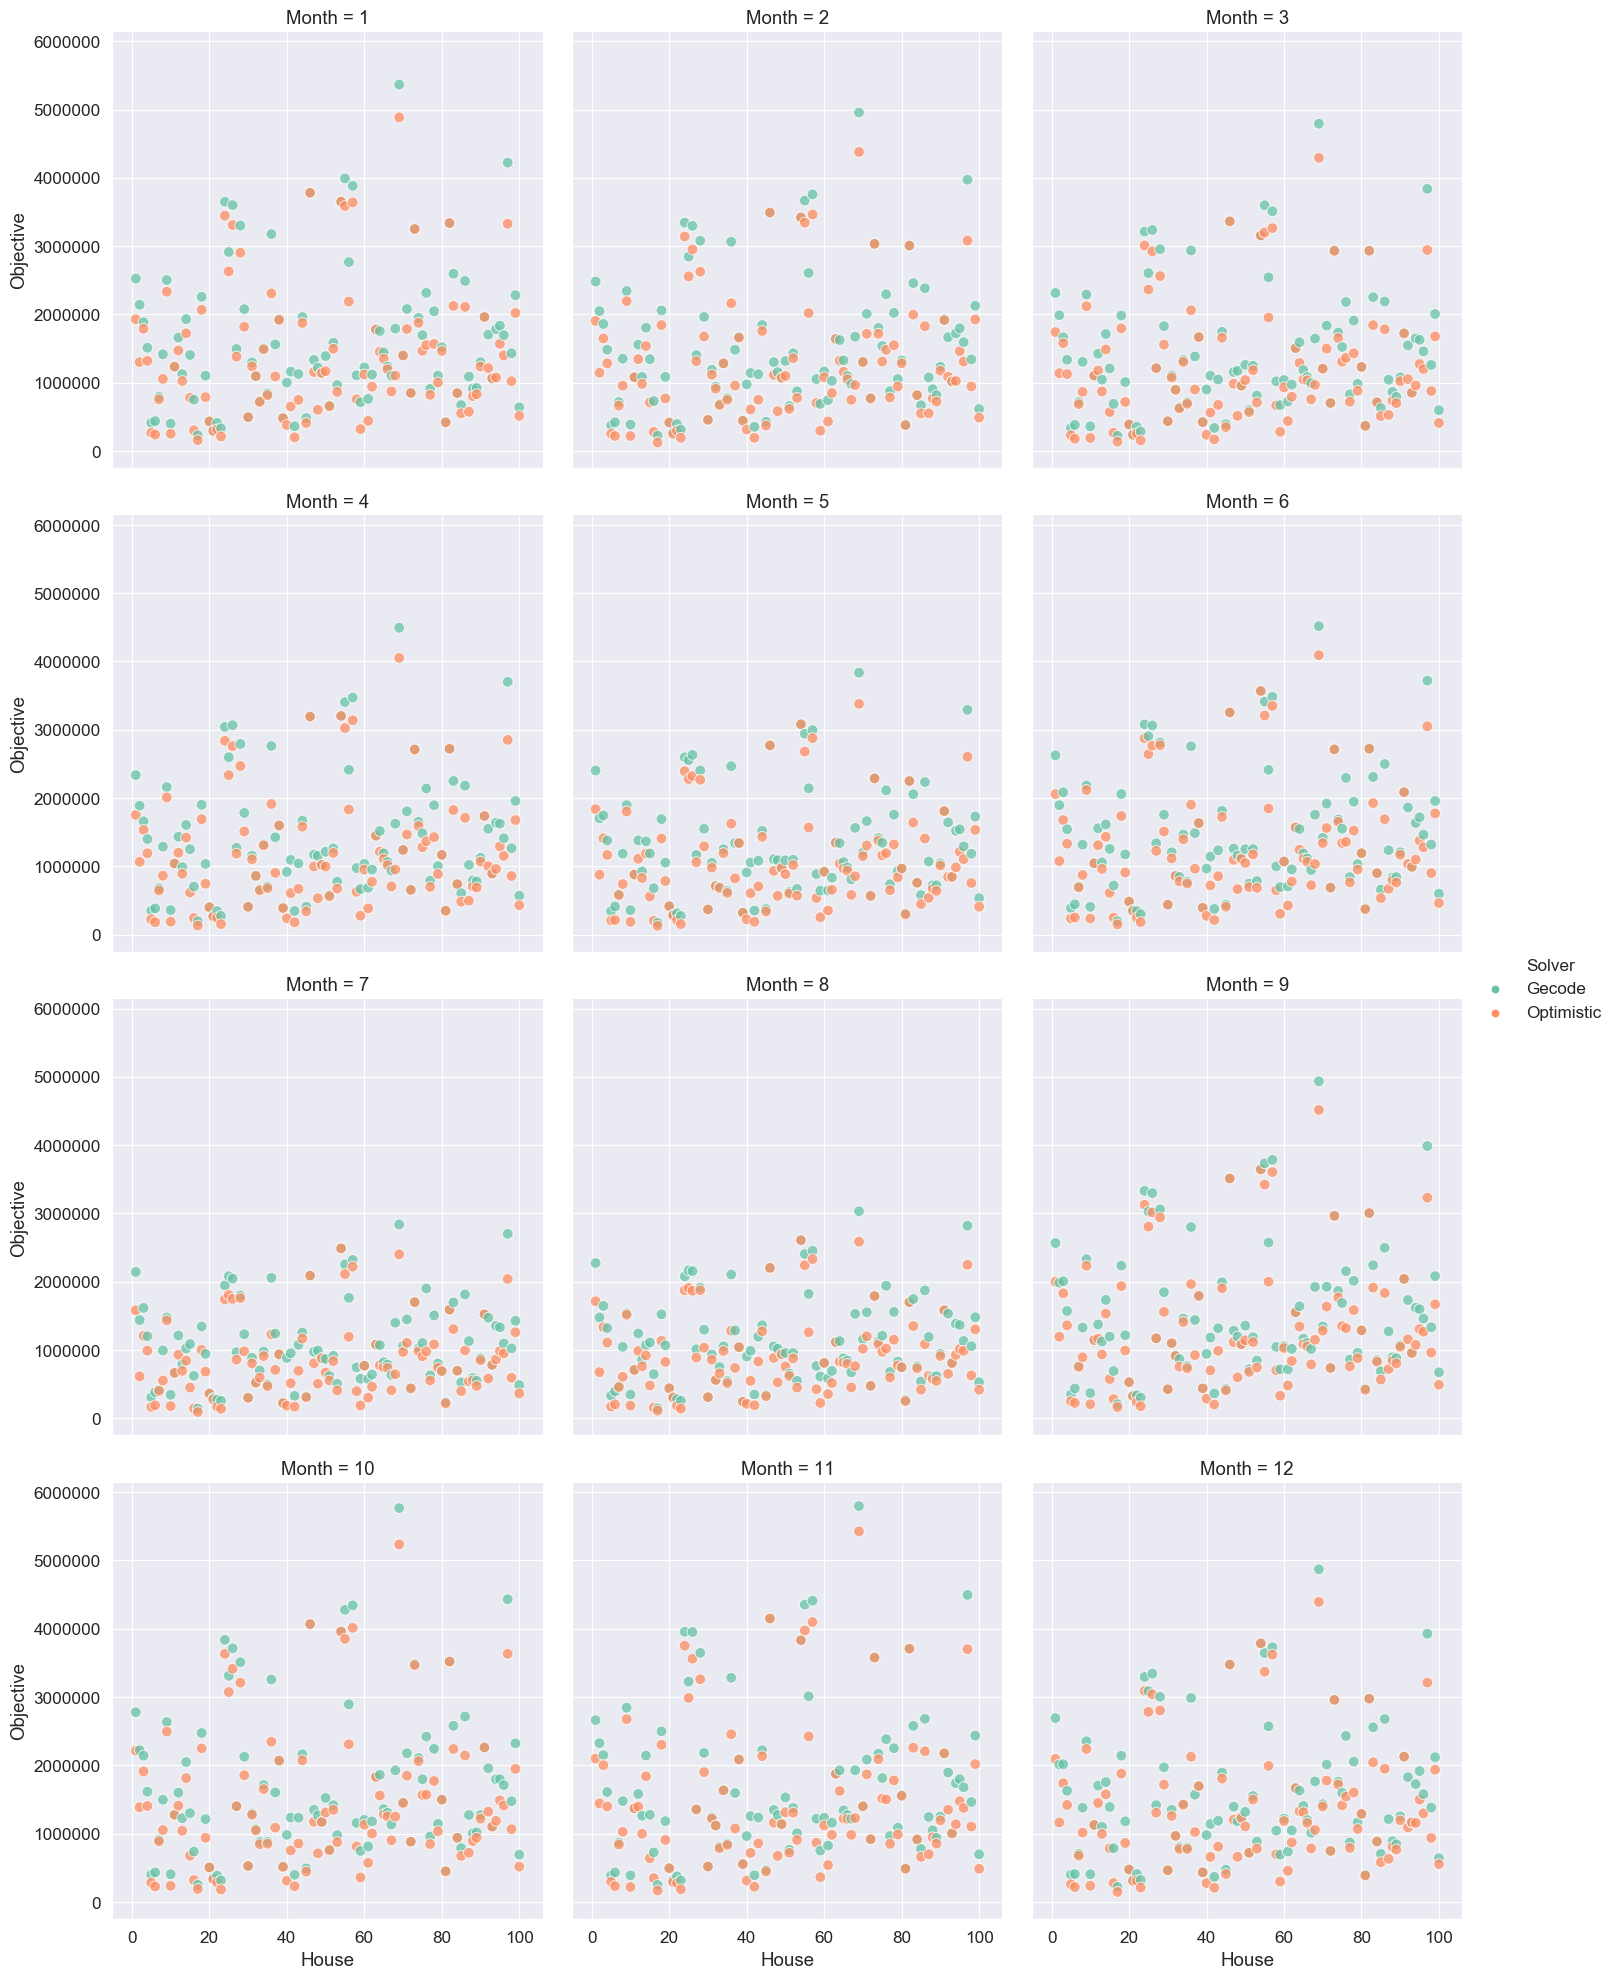 Month = 1
Month = 2
Month = 3
6000000
5000000
4000000
3000000
2000000
1000000
0
Objective
Month = 4
Month = 5
Month = 6
6000000
5000000
4000000
3000000
2000000
1000000
0
Objective
Solver
Gecode
Optimistic
Month = 7
Month = 8
Month = 9
6000000
5000000
4000000
3000000
2000000
1000000
0
Objective
Month = 10
Month = 11
Month = 12
6000000
5000000
4000000
3000000
2000000
1000000
0
Objective
0 20 40 60 80 100
0 20 40 60 80 100
0 20 40 60 80 100
House
House
House